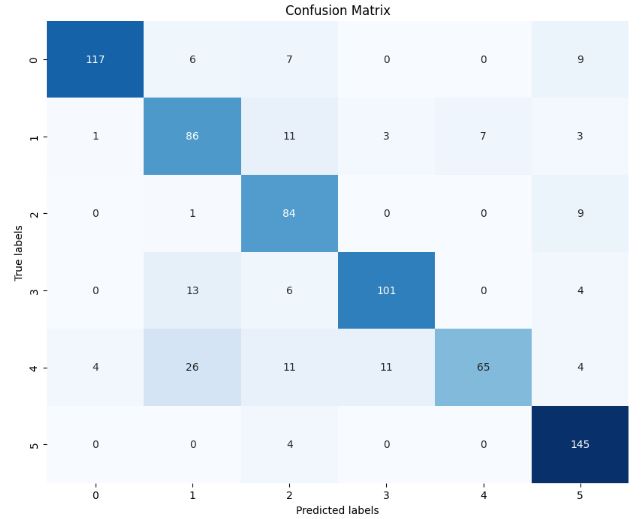 Confusion Matrix
True labels
0 117 6 7 0 0 9
1 1 86 11 3 7 3
2 0 1 84 0 0 9
3 0 13 6 101 0 4
4 4 26 11 11 65 4
5 0 0 4 0 0 145
0 1 2 3 4 5
Predicted labels